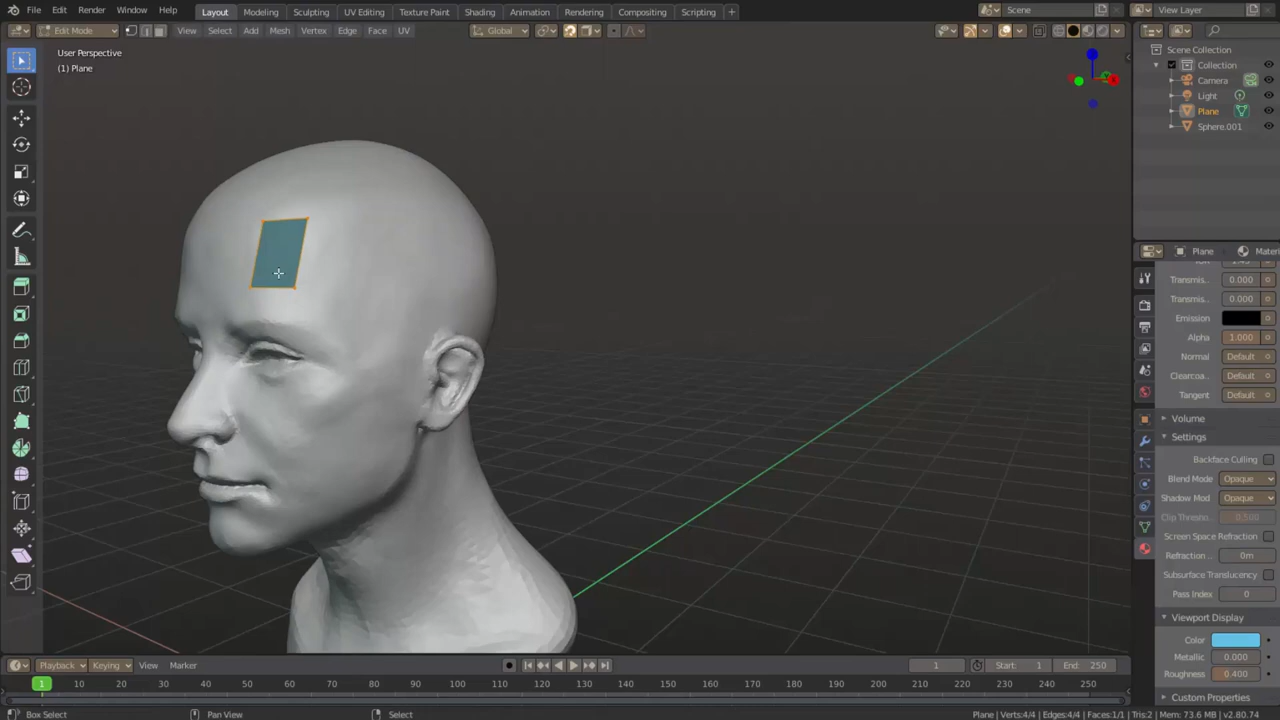 File Edit Render Window Help Layout Modeling Sculpting UV Editing Texture Paint Shading Animation Rendering Compositing Scripting Scene View Layer
Edit Mode View Select Add Mesh Vertex Edge Face UV Global
User Perspective
(1) Plane
Scene Collection
Collection
Camera
Light
Plane
Sphere.001
Plane Mater
Transmis.. 0.000
Transmis.. 0.000
Emission
Alpha 1.000
Normal Default
Clearcoa.. Default
Tangent Default
Volume
Settings
Backface Culling
Blend Mode Opaque
Shadow Mod Opaque
Clip Thresho.. 0.500
Screen Space Refraction
Refraction .. 0m
Subsurface Translucency
Pass Index 0
Viewport Display
Color
Metallic 0.000
Roughness 0.400
Custom Properties
Playback Keying View Marker 1 Start: 1 End: 250
1 10 20 30 40 50 60 70 80 90 100 110 120 130 140 150 160 170 180 190 200 210 220 230 240 250
Box Select Pan View Select Plane | Verts:4/4 | Edges:4/4 | Faces:1/1 | Tris:2 | Mem: 73.6 MB | v2.80.74